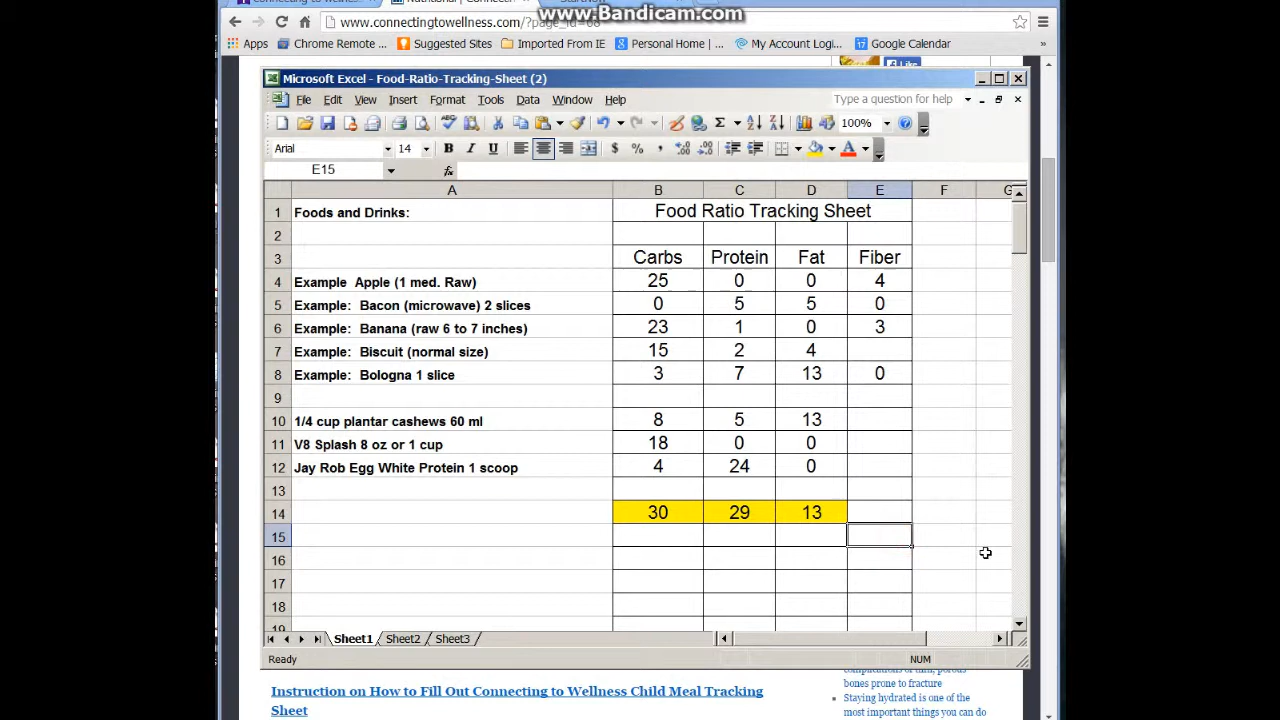 www.Bandicam.com
www.connectingtowellness.com/?page_id=68
Apps Chrome Remote ... Suggested Sites Imported From IE Personal Home | ... My Account Logi... Google Calendar »
Like
Microsoft Excel - Food-Ratio-Tracking-Sheet (2)
File Edit View Insert Format Tools Data Window Help Type a question for help
100%
Arial 14 B I U $ % ,
E15 fx
A B C D E F G
1 Foods and Drinks: Food Ratio Tracking Sheet
2
3 Carbs Protein Fat Fiber
4 Example Apple (1 med. Raw) 25 0 0 4
5 Example: Bacon (microwave) 2 slices 0 5 5 0
6 Example: Banana (raw 6 to 7 inches) 23 1 0 3
7 Example: Biscuit (normal size) 15 2 4
8 Example: Bologna 1 slice 3 7 13 0
9
10 1/4 cup plantar cashews 60 ml 8 5 13
11 V8 Splash 8 oz or 1 cup 18 0 0
12 Jay Rob Egg White Protein 1 scoop 4 24 0
13
14 30 29 13
15
16
17
18
19
Sheet1 Sheet2 Sheet3
Ready NUM
bones prone to fracture
Staying hydrated is one of the
most important things you can do
Instruction on How to Fill Out Connecting to Wellness Child Meal Tracking
Sheet